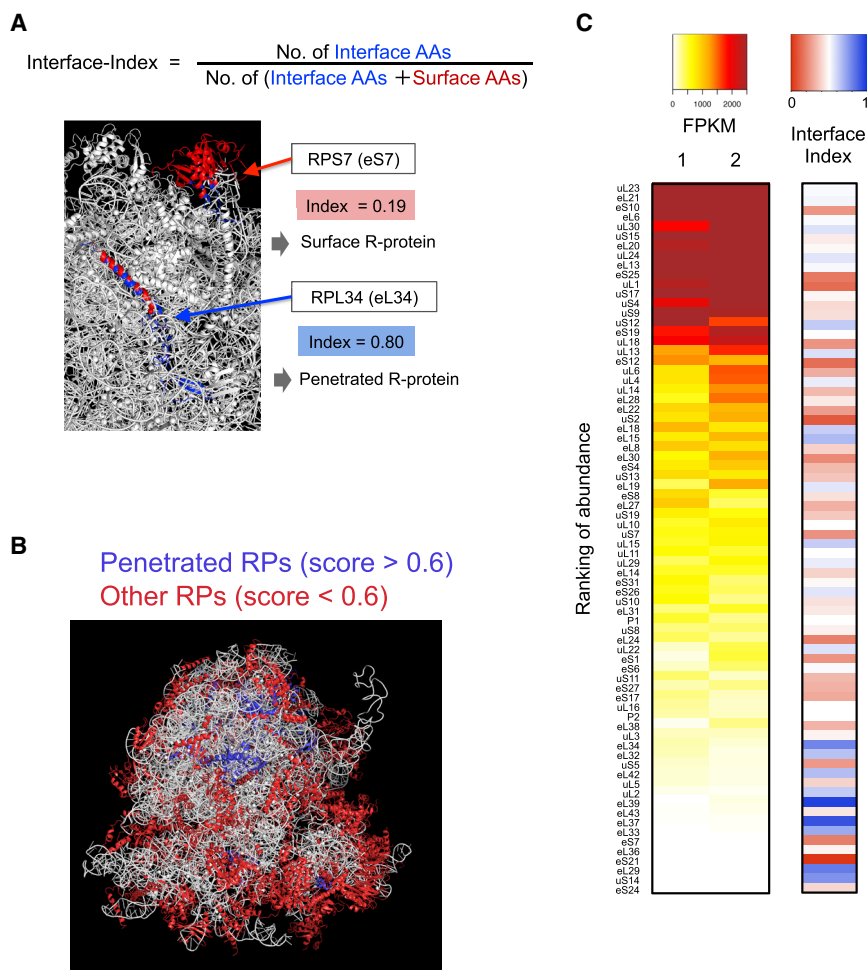 A
Interface-Index = No. of Interface AAs
No. of (Interface AAs + Surface AAs)
RPS7 (eS7)
Index = 0.19
Surface R-protein
RPL34 (eL34)
Index = 0.80
Penetrated R-protein
B
Penetrated RPs (score > 0.6)
Other RPs (score < 0.6)
C
0 1000 2000
FPKM
1 2
0 1
Interface
Index
Ranking of abundance
uL23
eL21
eS10
eL6
uL30
uS15
eL20
uL24
eL13
eS25
uL1
uS17
uS4
uS9
uS12
eS19
uL18
uL13
eS12
uL6
uL4
uL14
eL28
eL22
uS2
eL18
eL15
eL8
eL30
eS4
uS13
eL19
eS8
eL27
uS19
uL10
uS7
uL15
uL11
uL29
eL14
eS31
eS26
uS10
eL31
P1
uS8
eL24
uL22
eS1
eS6
uS11
eS27
eS17
uL16
P2
eL38
uL3
eL34
eL32
uS5
eL42
uL5
uL2
eL39
eL43
eL37
eL33
eS7
eL36
eS21
eL29
uS14
eS24